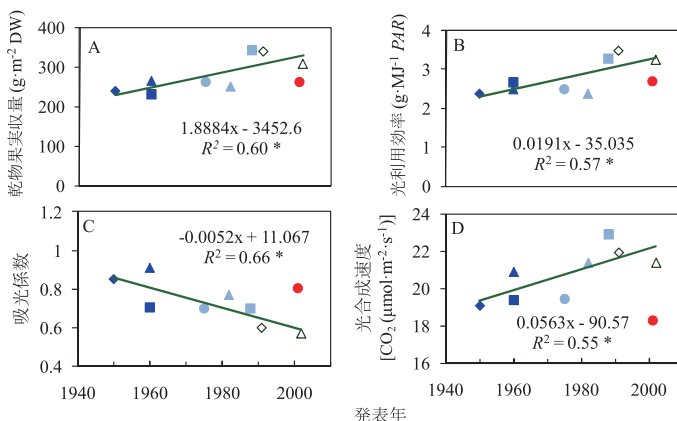 乾物果実収量 (g·m⁻² DW)
400
300
200
100
0
A
1.8884x - 3452.6
R² = 0.60 *
光利用効率 (g·MJ⁻¹ PAR)
4
3
2
1
0
B
0.0191x - 35.035
R² = 0.57 *
吸光係数
1.2
1
0.8
0.6
0.4
C
-0.0052x + 11.067
R² = 0.66 *
1940
1960
1980
2000
光合成速度
[CO₂ (μmol·m⁻²·s⁻¹)]
24
22
20
18
16
D
0.0563x - 90.57
R² = 0.55 *
1940
1960
1980
2000
発表年